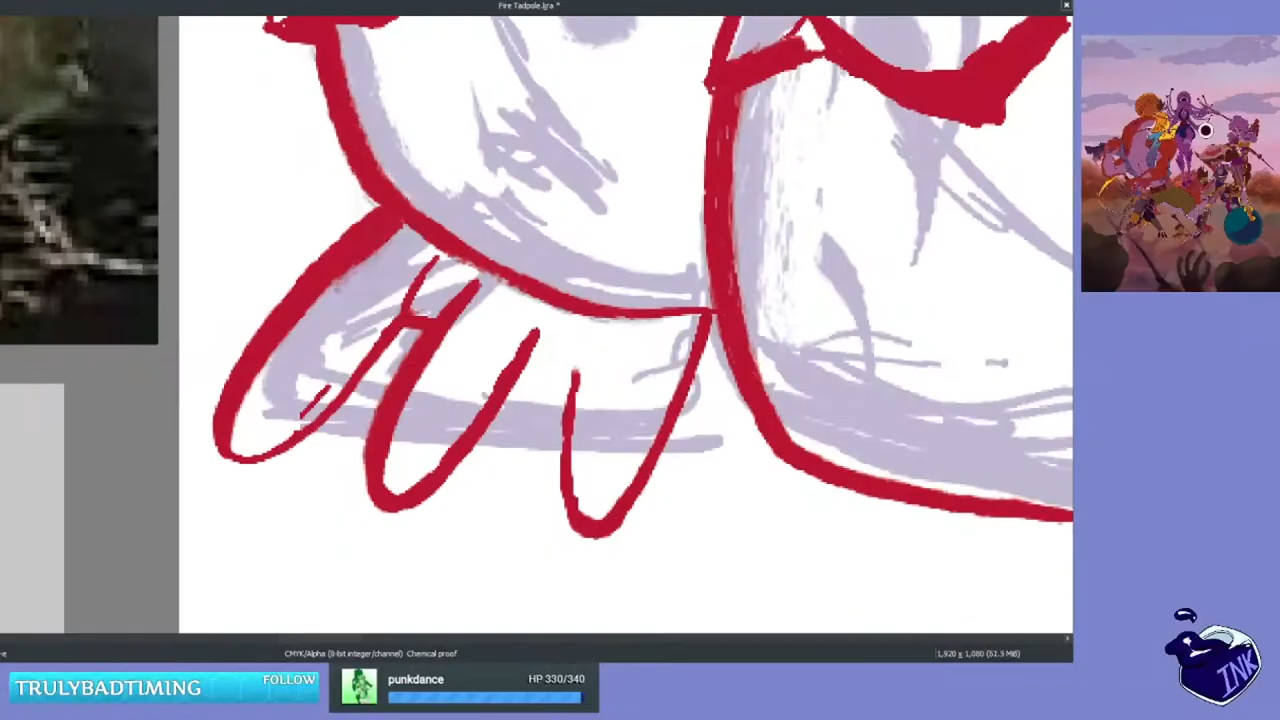 Fire Tadpole.kra *
CMYK/Alpha (8-bit integer/channel) Chemical proof
1,920 x 1,080 (51.5 MiB)
TRULYBADTIMING
FOLLOW
punkdance
HP 330/340
INK